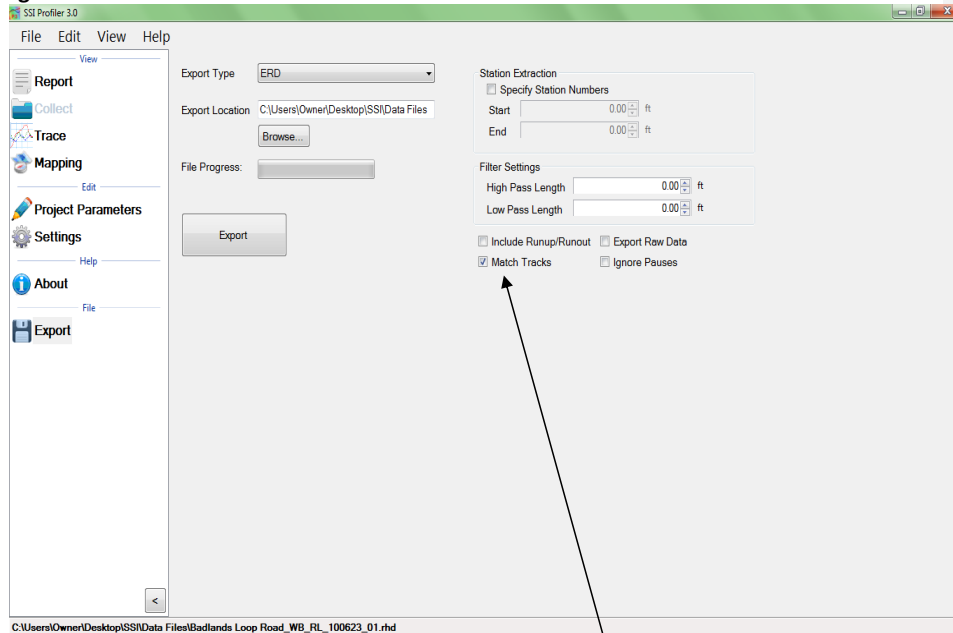 SSI Profiler 3.0
File Edit View Help
View
Report
Collect
Trace
Mapping
Edit
Project Parameters
Settings
Help
About
File
Export
<
Export Type ERD
Export Location C:\Users\Owner\Desktop\SSI\Data Files
Browse...
File Progress:
Export
Station Extraction
Specify Station Numbers
Start 0.00 ft
End 0.00 ft
Filter Settings
High Pass Length 0.00 ft
Low Pass Length 0.00 ft
Include Runup/Runout Export Raw Data
Match Tracks Ignore Pauses
C:\Users\Owner\Desktop\SSI\Data Files\Badlands Loop Road_WB_RL_100623_01.rhd